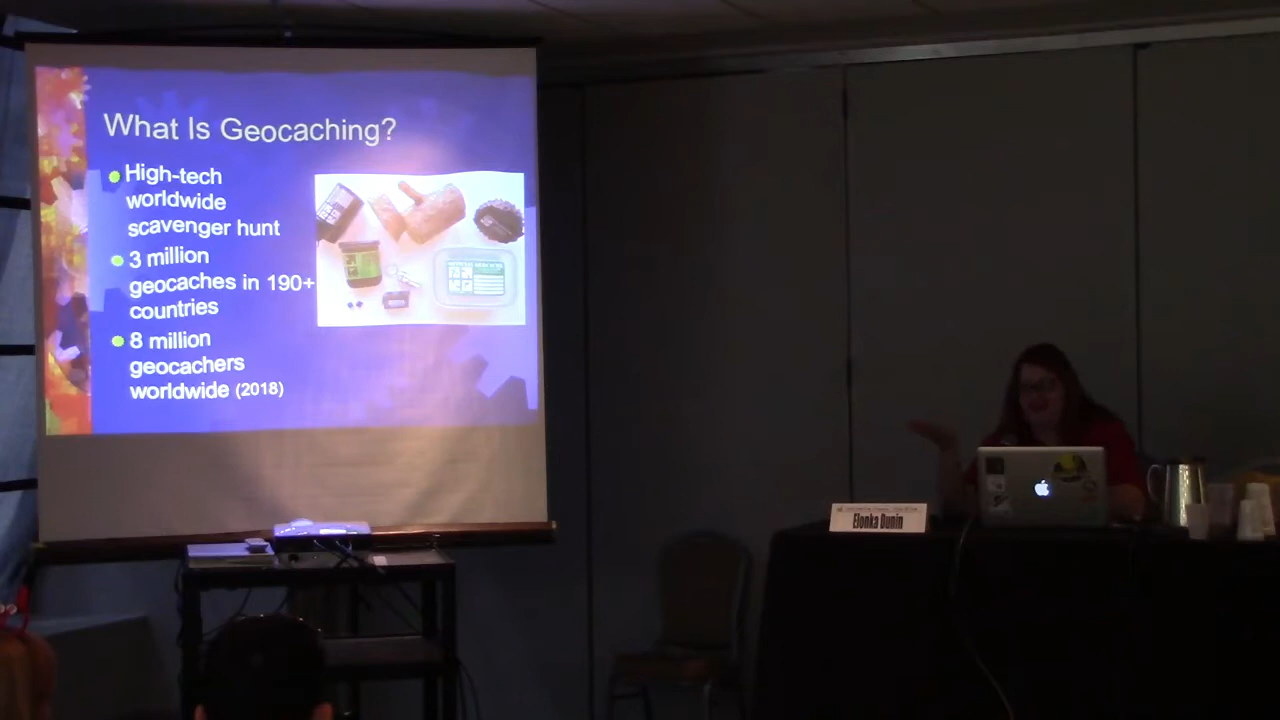 What Is Geocaching?
High-tech
worldwide
scavenger hunt
3 million
geocaches in 190+
countries
8 million
geocachers
worldwide (2018)
Elonka Dunin